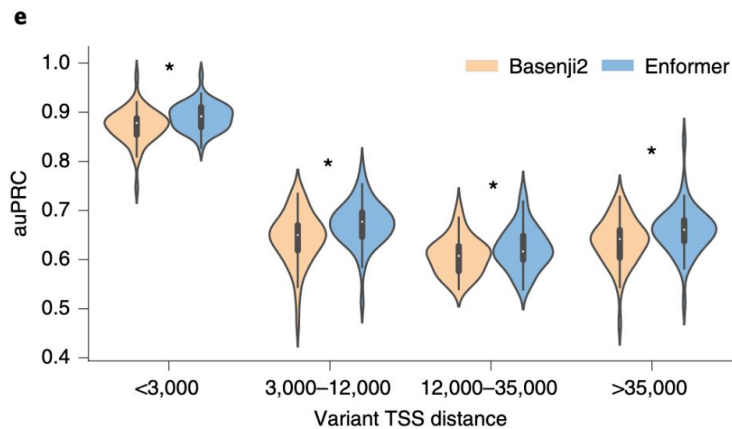 e
Basenji2 Enformer
1.0
0.9
0.8
0.7
0.6
0.5
0.4
auPRC
*
*
*
*
<3,000 3,000–12,000 12,000–35,000 >35,000
Variant TSS distance